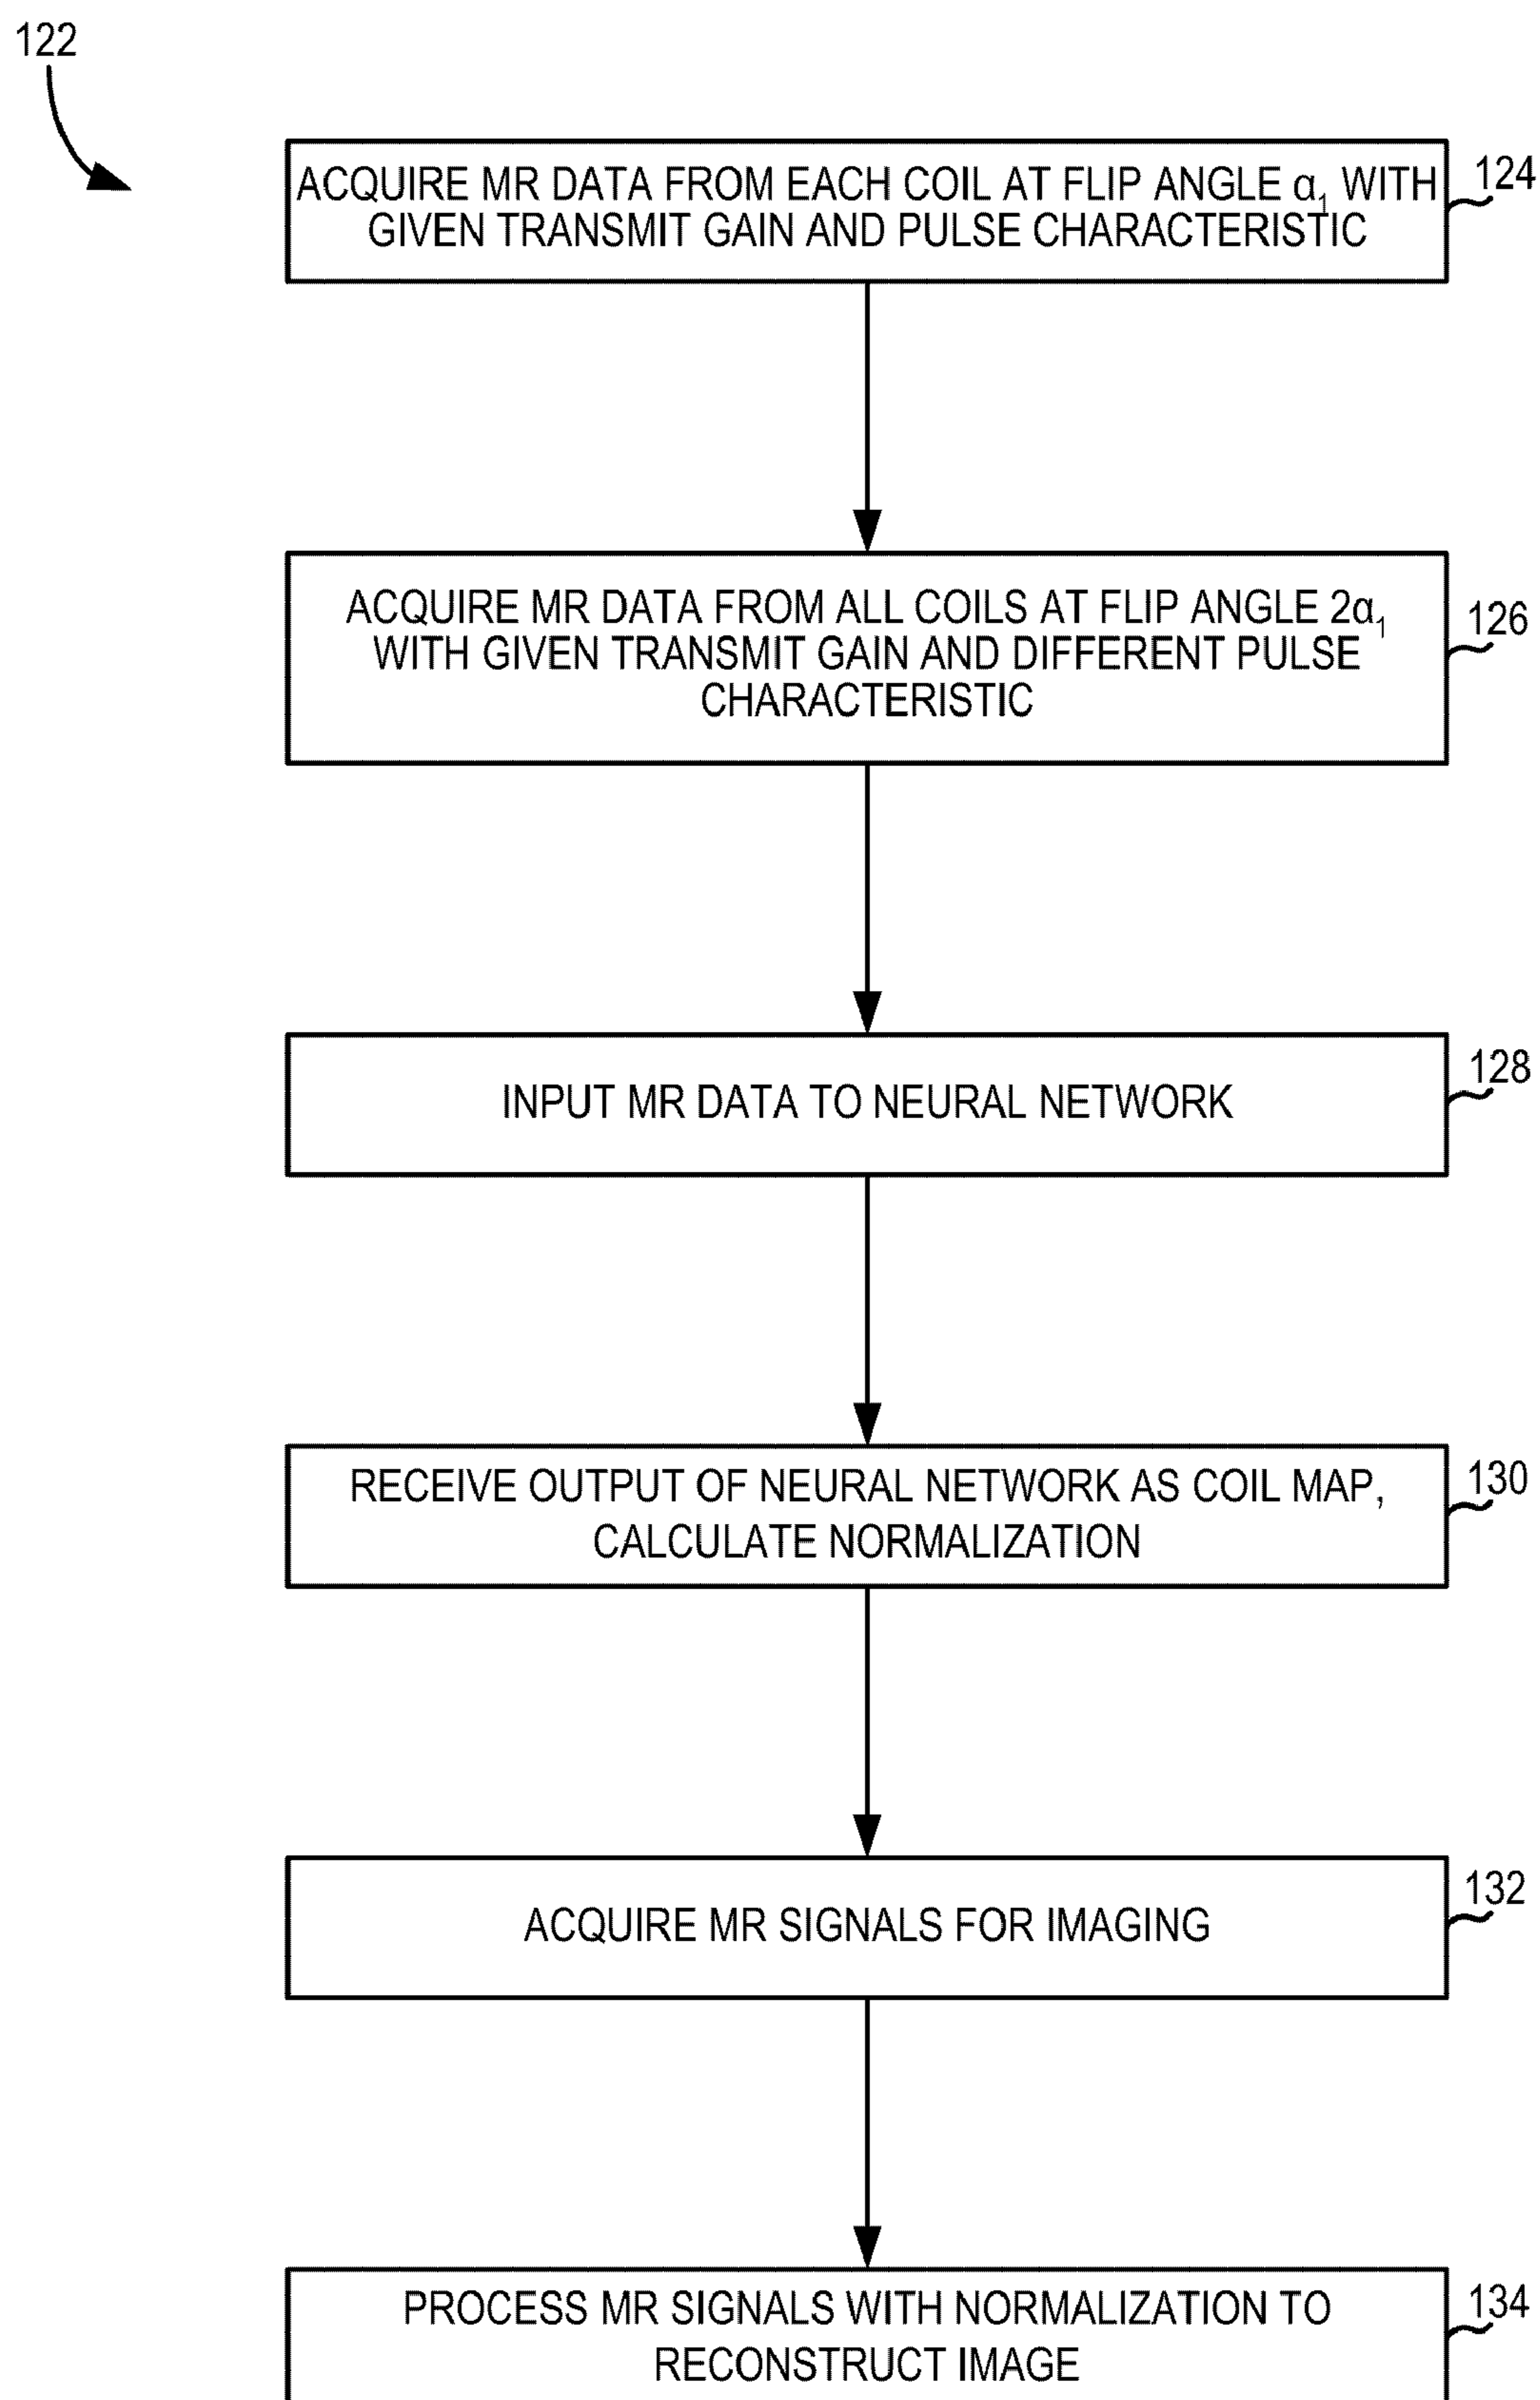 122
ACQUIRE MR DATA FROM EACH COIL AT FLIP ANGLE α₁ WITH
GIVEN TRANSMIT GAIN AND PULSE CHARACTERISTIC
124
ACQUIRE MR DATA FROM ALL COILS AT FLIP ANGLE 2α₁
WITH GIVEN TRANSMIT GAIN AND DIFFERENT PULSE
CHARACTERISTIC
126
INPUT MR DATA TO NEURAL NETWORK
128
RECEIVE OUTPUT OF NEURAL NETWORK AS COIL MAP,
CALCULATE NORMALIZATION
130
ACQUIRE MR SIGNALS FOR IMAGING
132
PROCESS MR SIGNALS WITH NORMALIZATION TO
RECONSTRUCT IMAGE
134